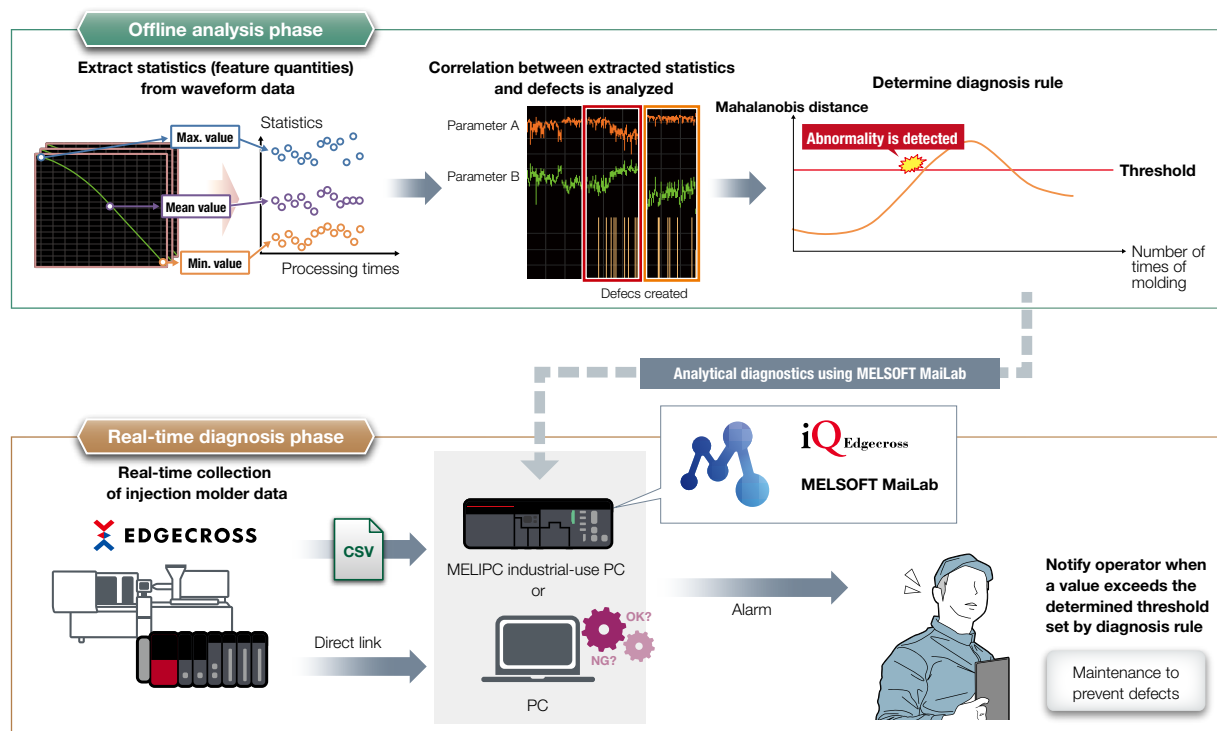 Offline analysis phase
Extract statistics (feature quantities)
from waveform data
Max. value
Mean value
Min. value
Statistics
Processing times
Correlation between extracted statistics
and defects is analyzed
Parameter A
Parameter B
Defecs created
Determine diagnosis rule
Mahalanobis distance
Abnormality is detected
Threshold
Number of
times of
molding
Analytical diagnostics using MELSOFT MaiLab
Real-time diagnosis phase
Real-time collection
of injection molder data
EDGECROSS
CSV
Direct link
iQ Edgecross
MELSOFT MaiLab
MELIPC industrial-use PC
or
OK?
NG?
PC
Alarm
Notify operator when
a value exceeds the
determined threshold
set by diagnosis rule
Maintenance to
prevent defects